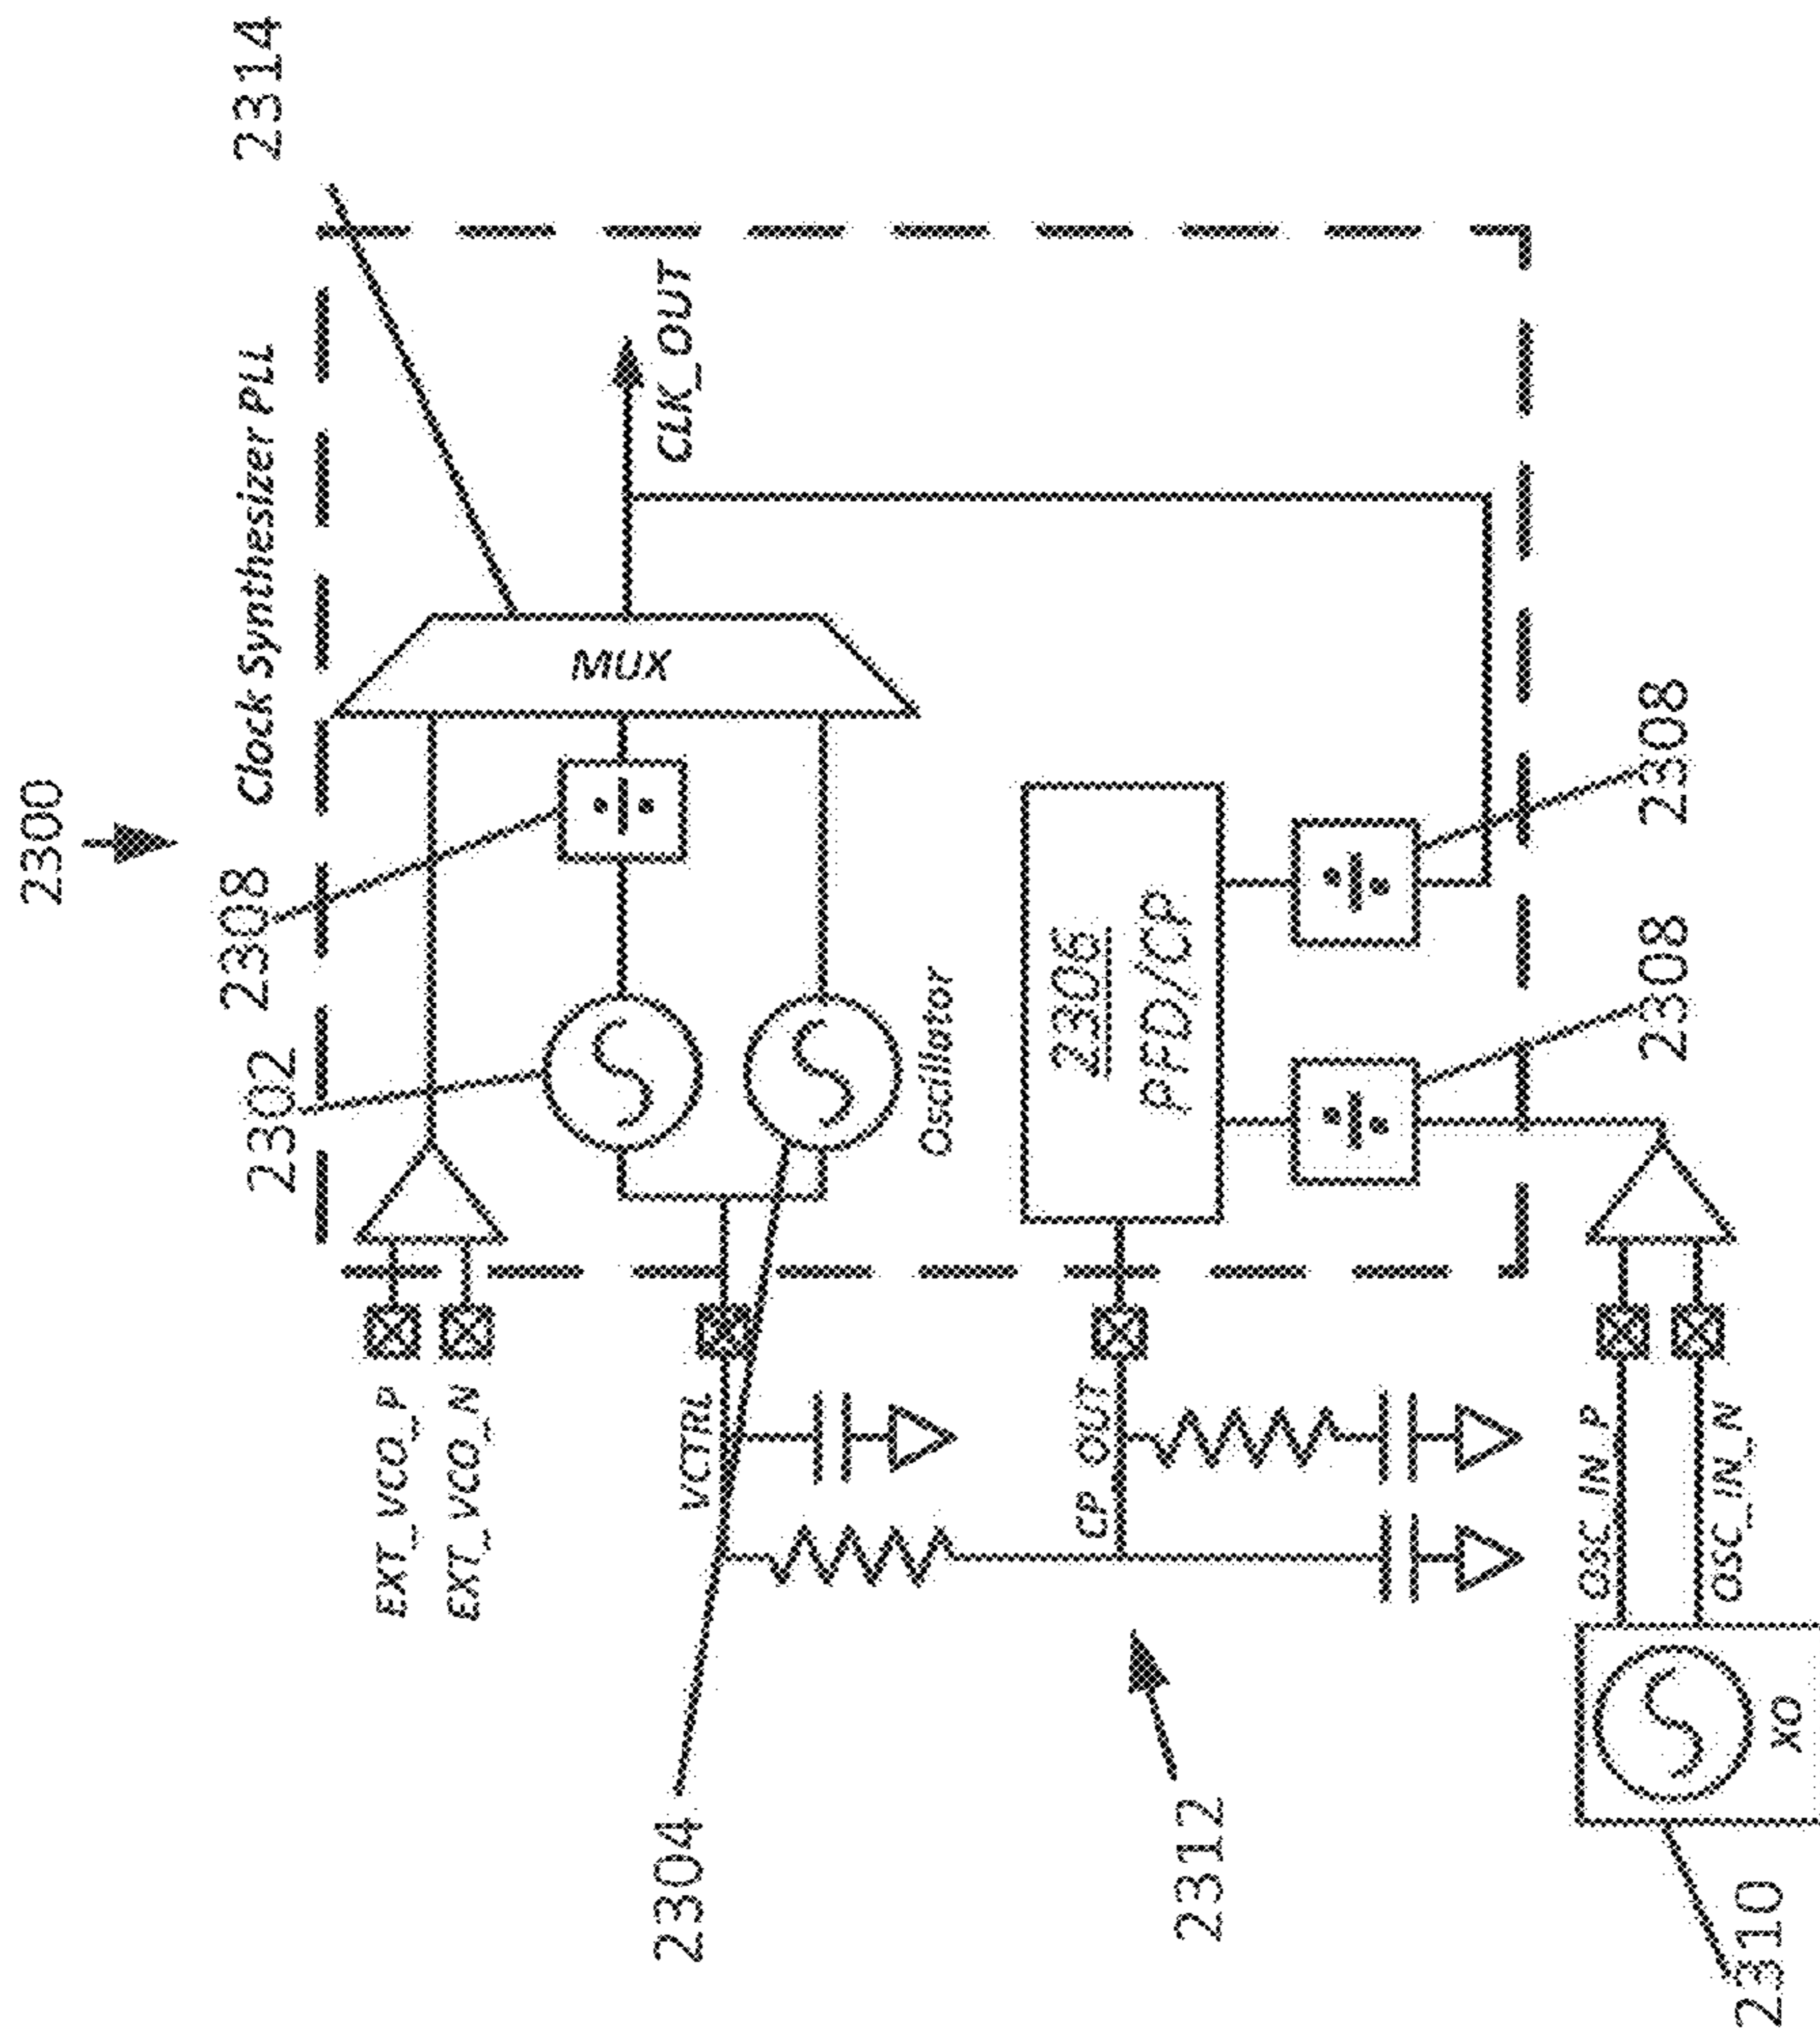 2300
Clock Synthesizer PLL
2314
2302
2308
EXT_VCO_P
EXT_VCO_N
MUX
CLK_OUT
VCTRL
2304
Oscillator
2306
PFD/CP
CP_OUT
2312
OSC_IN_P
OSC_IN_N
2308
2308
XO
2310